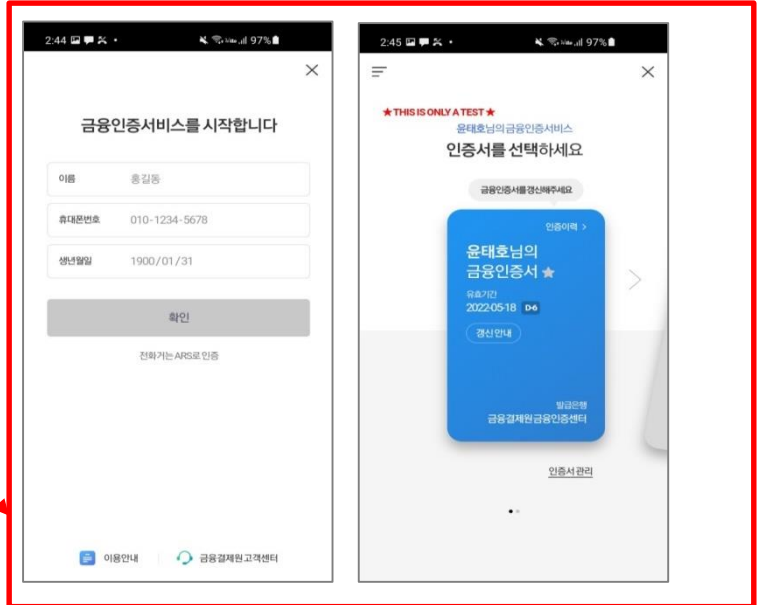 2:44
97%
금융인증서비스를 시작합니다
이름 홍길동
휴대폰번호 010-1234-5678
생년월일 1900/01/31
확인
전화거는 ARS로 인증
이용안내
금융결제원 고객센터
2:45
97%
★THIS IS ONLY A TEST★
윤태호님의 금융인증서비스
인증서를 선택하세요
금융인증서를 갱신해주세요
인증이력 >
윤태호님의
금융인증서 ★
유효기간
2022-05-18 D-6
갱신 안내
발급은행
금융결제원 금융인증센터
인증서 관리